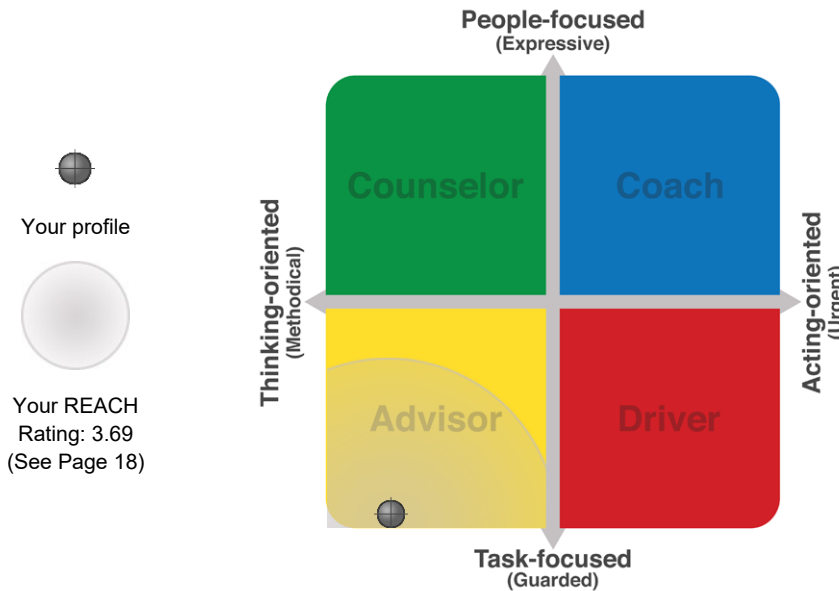 People-focused
(Expressive)
Your profile
Your REACH
Rating: 3.69
(See Page 18)
Thinking-oriented
(Methodical)
Counselor
Coach
Advisor
Driver
Acting-oriented
(Urgent)
Task-focused
(Guarded)